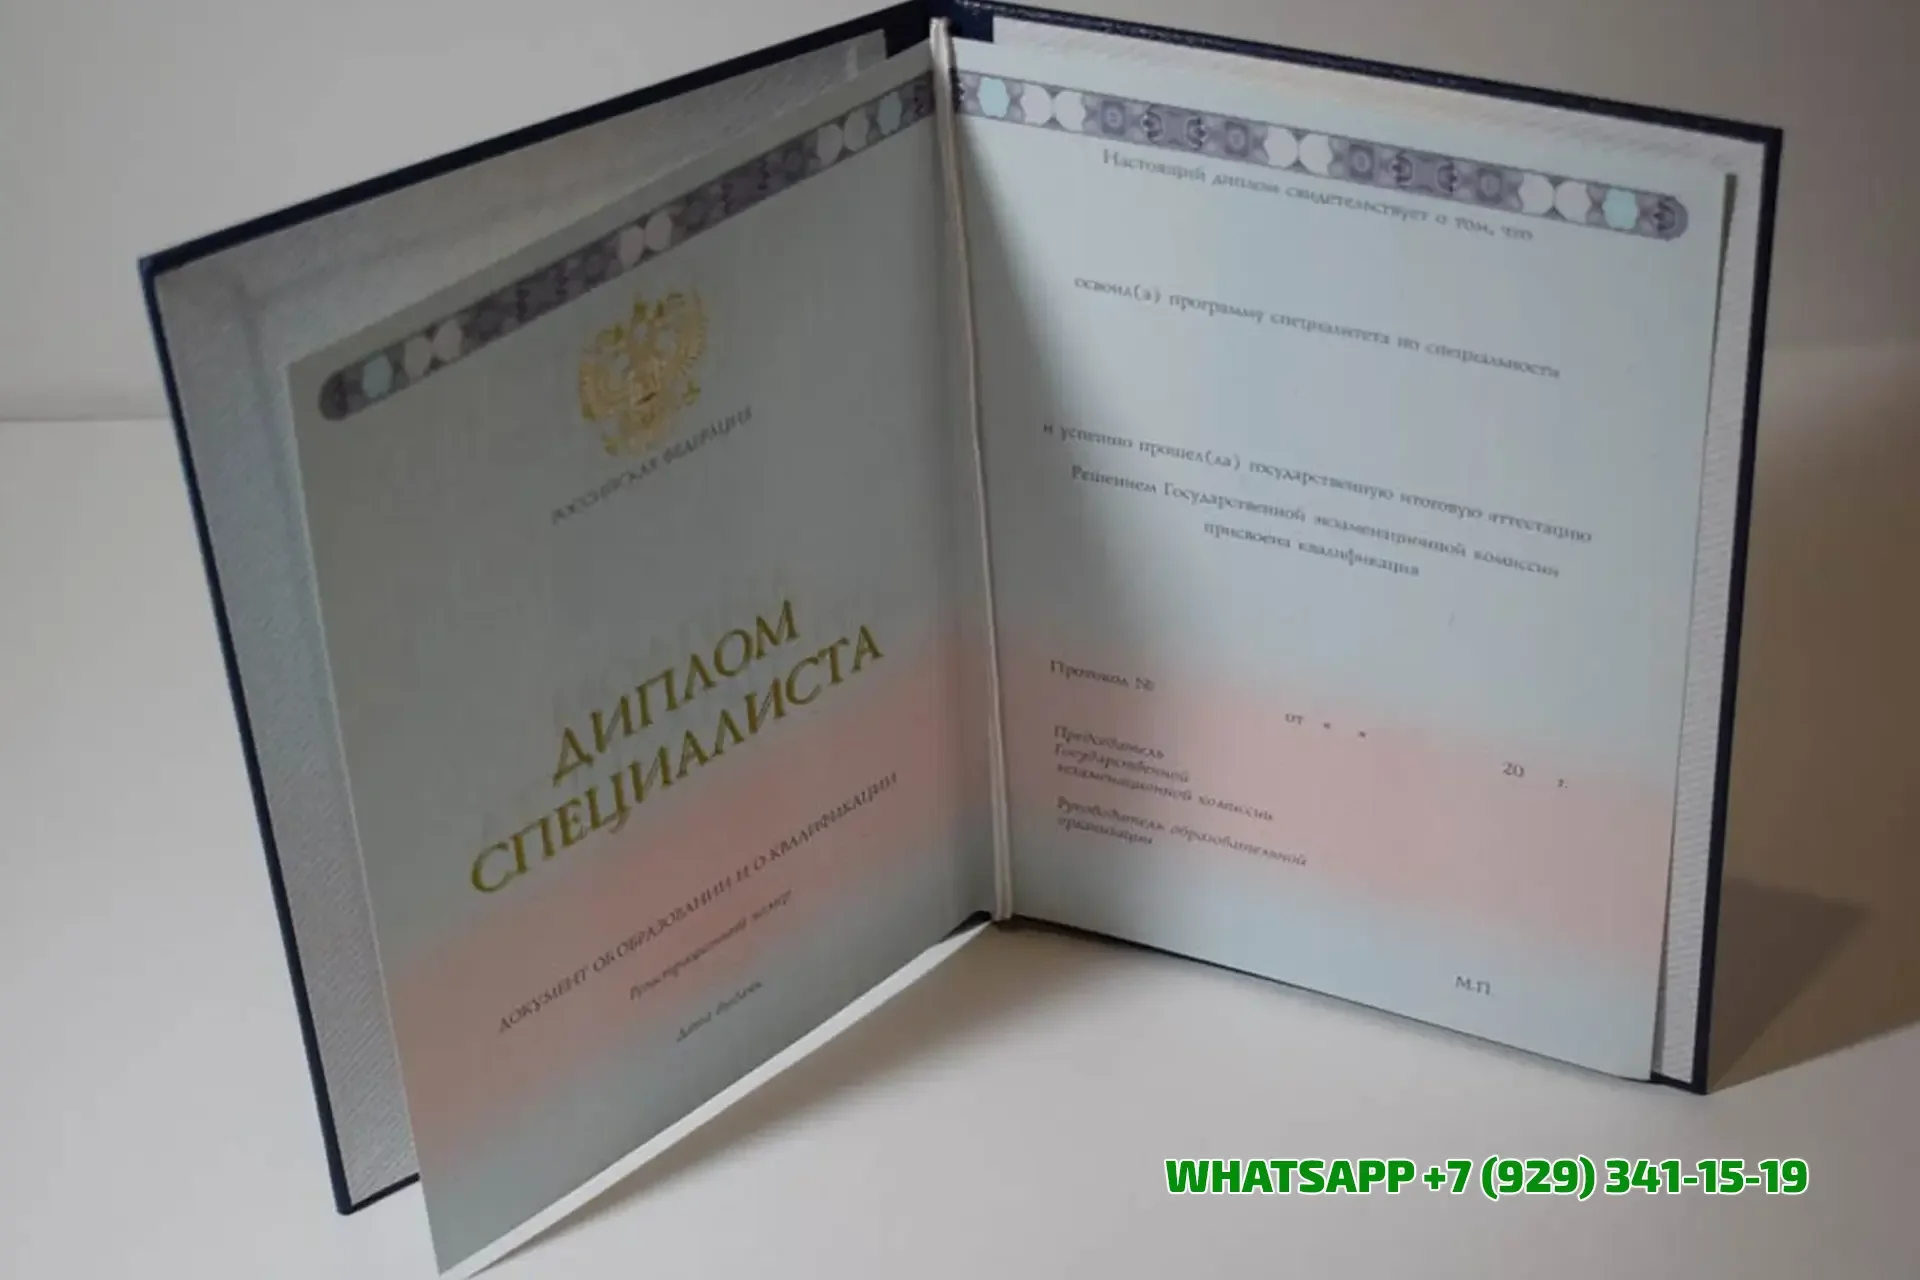 РОССИЙСКАЯ ФЕДЕРАЦИЯ
ДИПЛОМ
СПЕЦИАЛИСТА
ДОКУМЕНТ ОБ ОБРАЗОВАНИИ И О КВАЛИФИКАЦИИ
Регистрационный номер
Дата выдачи
Настоящий диплом свидетельствует о том, что
освоил(а) программу специалитета по специальности
и успешно прошел(ла) государственную итоговую аттестацию
Решением Государственной экзаменационной комиссии
присвоена квалификация
Протокол №
от « »
20 г.
Председатель
Государственной
экзаменационной комиссии
Руководитель образовательной
организации
М.П.
WHATSAPP +7 (929) 341-15-19